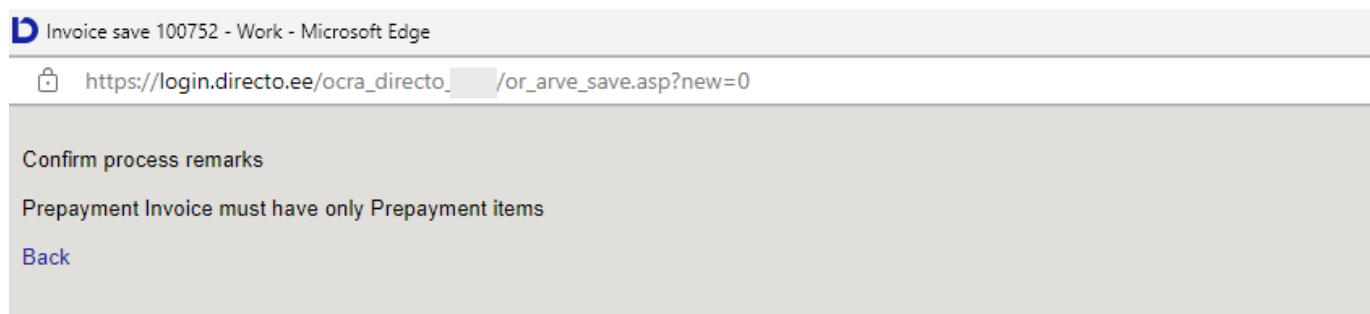 Invoice save 100752 - Work - Microsoft Edge
https://login.directo.ee/ocra_directo_ /or_arve_save.asp?new=0
Confirm process remarks
Prepayment Invoice must have only Prepayment items
Back